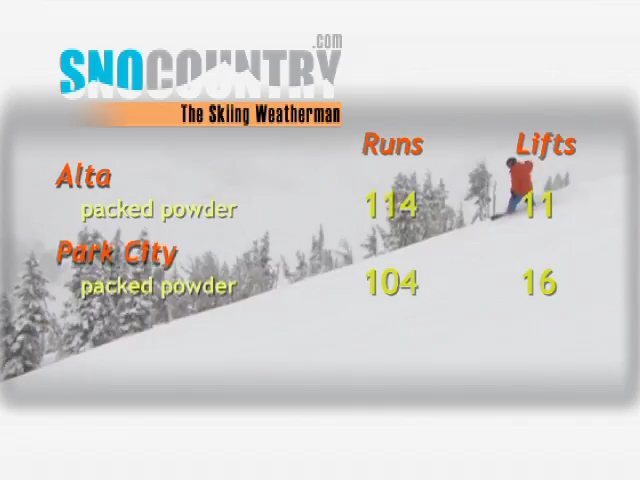 .com
SNOCOUNTRY
The Skiing Weatherman
Runs Lifts
Alta
packed powder 114 11
Park City
packed powder 104 16